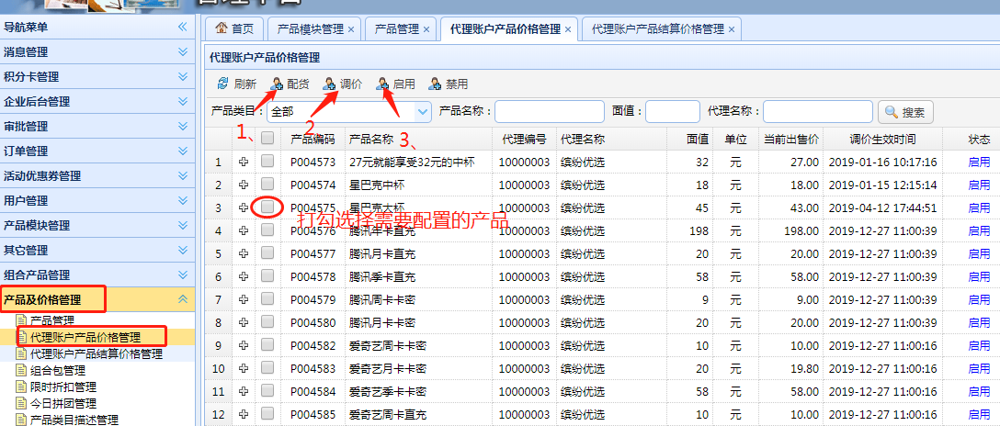 管理平台
导航菜单
消息管理
积分卡管理
企业后台管理
审批管理
订单管理
活动优惠券管理
用户管理
产品模块管理
其它管理
组合产品管理
产品及价格管理
产品管理
代理账户产品价格管理
代理账户产品结算价格管理
组合包管理
限时折扣管理
今日拼团管理
产品类目描述管理
首页 产品模块管理 × 产品管理 × 代理账户产品价格管理 × 代理账户产品结算价格管理 ×
代理账户产品价格管理
刷新 配货 调价 启用 禁用
产品类目： 全部 产品名称： 面值： 代理名称： 搜索
1、 2 3、
产品编码 产品名称 代理编号 代理名称 面值 单位 当前出售价 调价生效时间 状态
1 P004573 27元就能享受32元的中杯 10000003 缤纷优选 32 元 27.00 2019-01-16 10:17:16 启用
2 P004574 星巴克中杯 10000003 缤纷优选 18 元 18.00 2019-01-15 12:15:14 启用
3 P004575 星巴克大杯 10000003 缤纷优选 45 元 43.00 2019-04-12 17:44:51 启用
打勾选择需要配置的产品
4 P004576 腾讯年卡直充 10000003 缤纷优选 198 元 198.00 2019-12-27 11:00:39 启用
5 P004577 腾讯月卡直充 10000003 缤纷优选 20 元 20.00 2019-12-27 11:00:39 启用
6 P004578 腾讯季卡直充 10000003 缤纷优选 58 元 58.00 2019-12-27 11:00:39 启用
7 P004579 腾讯周卡卡密 10000003 缤纷优选 9 元 9.00 2019-12-27 11:00:39 启用
8 P004580 腾讯月卡卡密 10000003 缤纷优选 20 元 20.00 2019-12-27 11:00:39 启用
9 P004582 爱奇艺周卡卡密 10000003 缤纷优选 10 元 10.00 2019-12-27 11:00:16 启用
10 P004583 爱奇艺月卡卡密 10000003 缤纷优选 20 元 19.80 2019-12-27 11:00:16 启用
11 P004584 爱奇艺季卡卡密 10000003 缤纷优选 58 元 58.00 2019-12-27 11:00:16 启用
12 P004585 爱奇艺周卡直充 10000003 缤纷优选 10 元 10.00 2019-12-27 11:00:16 启用